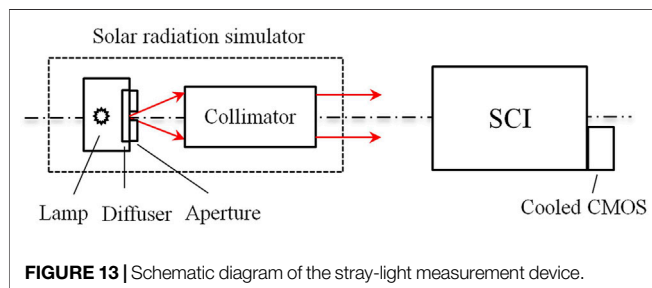 Solar radiation simulator
Collimator
SCI
Lamp Diffuser Aperture
Cooled CMOS
FIGURE 13 | Schematic diagram of the stray-light measurement device.